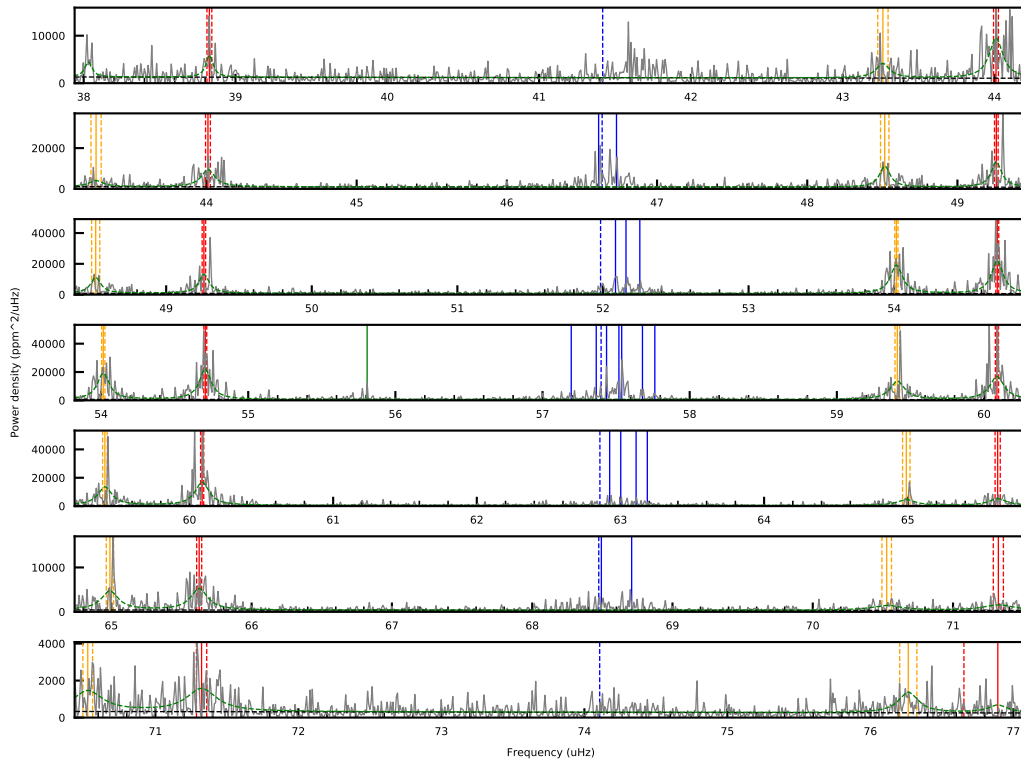 10000
0
38 39 40 41 42 43 44
20000
0
44 45 46 47 48 49
40000
20000
0
49 50 51 52 53 54
40000
20000
0
54 55 56 57 58 59 60
Power density (ppm^2/uHz)
40000
20000
0
60 61 62 63 64 65
10000
0
65 66 67 68 69 70 71
4000
2000
0
71 72 73 74 75 76 77
Frequency (uHz)